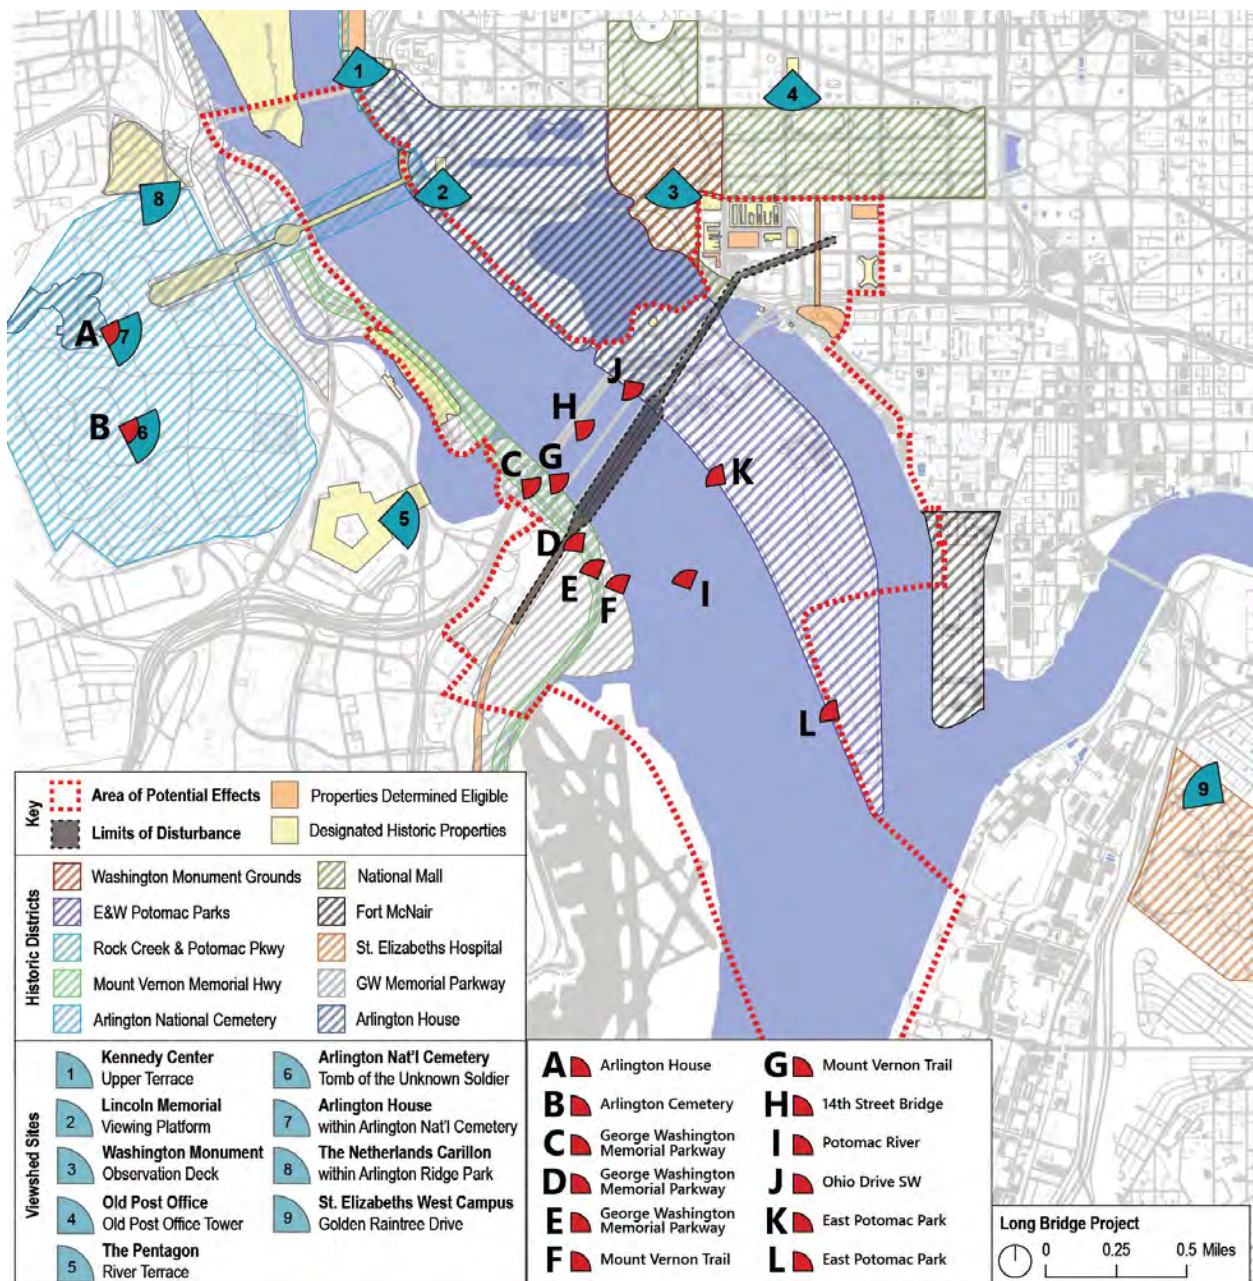 1
4
2
3
8
A
7
J
B
6
H
C
G
K
5
D
E
F
I
L
9
Key
Area of Potential Effects
Properties Determined Eligible
Limits of Disturbance
Designated Historic Properties
Historic Districts
Washington Monument Grounds
National Mall
E&W Potomac Parks
Fort McNair
Rock Creek & Potomac Pkwy
St. Elizabeths Hospital
Mount Vernon Memorial Hwy
GW Memorial Parkway
Arlington National Cemetery
Arlington House
Viewshed Sites
1
Kennedy Center
Upper Terrace
2
Lincoln Memorial
Viewing Platform
3
Washington Monument
Observation Deck
4
Old Post Office
Old Post Office Tower
5
The Pentagon
River Terrace
6
Arlington Nat'l Cemetery
Tomb of the Unknown Soldier
7
Arlington House
within Arlington Nat'l Cemetery
8
The Netherlands Carillon
within Arlington Ridge Park
9
St. Elizabeths West Campus
Golden Raintree Drive
A Arlington House
B Arlington Cemetery
C George Washington
Memorial Parkway
D George Washington
Memorial Parkway
E George Washington
Memorial Parkway
F Mount Vernon Trail
G Mount Vernon Trail
H 14th Street Bridge
I Potomac River
J Ohio Drive SW
K East Potomac Park
L East Potomac Park
Long Bridge Project
0 0.25 0.5 Miles